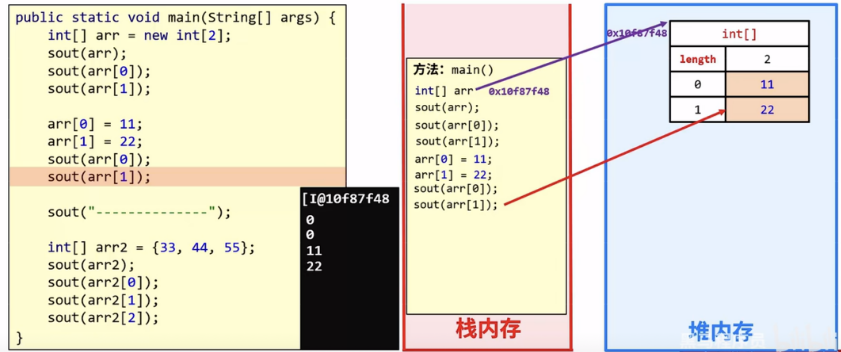 public static void main(String[] args) {
int[] arr = new int[2];
sout(arr);
sout(arr[0]);
sout(arr[1]);
arr[0] = 11;
arr[1] = 22;
sout(arr[0]);
sout(arr[1]);
sout("--------------");
int[] arr2 = {33, 44, 55};
sout(arr2);
sout(arr2[0]);
sout(arr2[1]);
sout(arr2[2]);
}
[I@10f87f48
0
0
11
22
方法：main()
int[] arr 0x10f87f48
sout(arr);
sout(arr[0]);
sout(arr[1]);
arr[0] = 11;
arr[1] = 22;
sout(arr[0]);
sout(arr[1]);
栈内存
0x10f87f48
int[]
length 2
0 11
1 22
堆内存